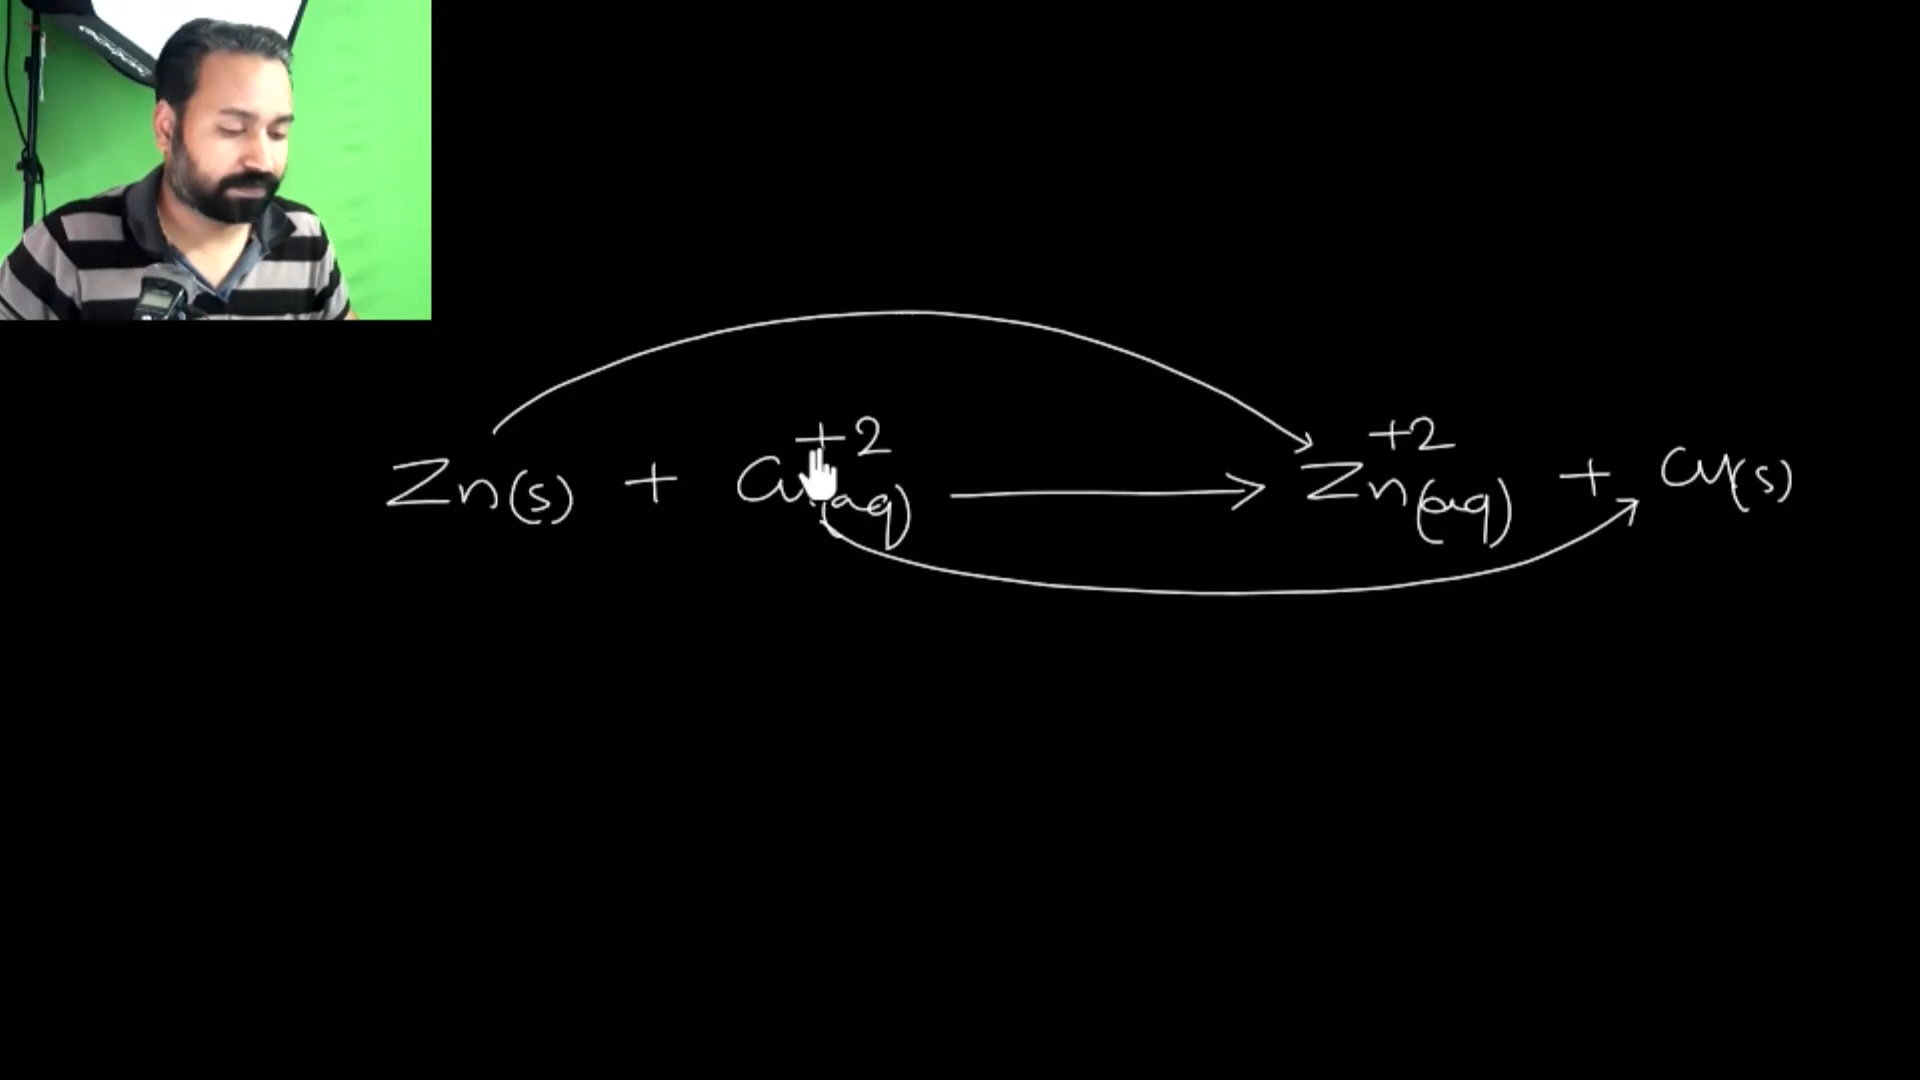 Zn(s) + Cu+2(aq) ⟶ Zn+2(aq) + Cu(s)